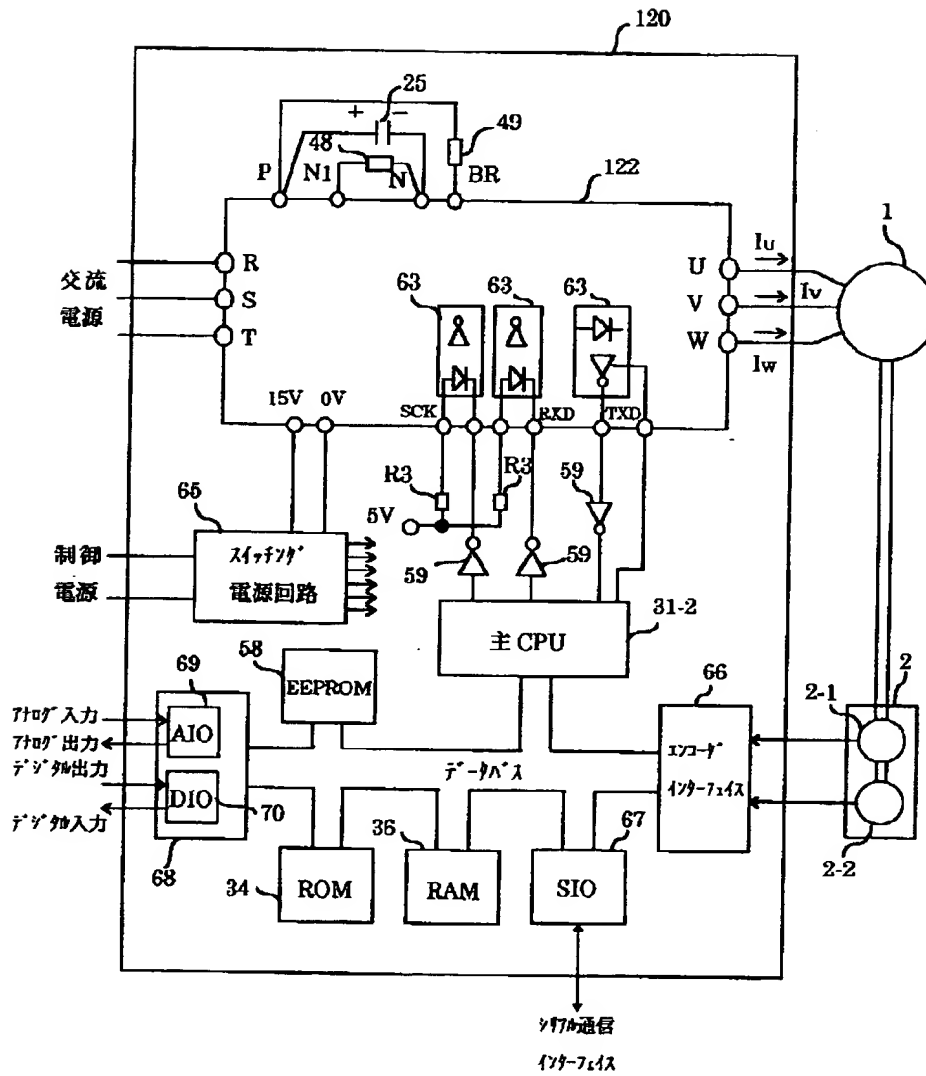 120
25
+ −
49
48
P
N1
N
BR
122
1
交流
電源
R
S
T
U
V
W
Iu
Iv
Iw
63
63
63
15V
0V
SCK
RXD
TXD
R3
R3
5V
59
59
59
65
制御
電源
スイッチング
電源回路
主CPU
31-2
58
EEPROM
66
エンコーダ
インターフェイス
2
2-1
2-2
69
アナログ入力
アナログ出力
デジタル出力
デジタル入力
AIO
DIO
70
68
データバス
34
ROM
36
RAM
67
SIO
シリアル通信
インターフェイス